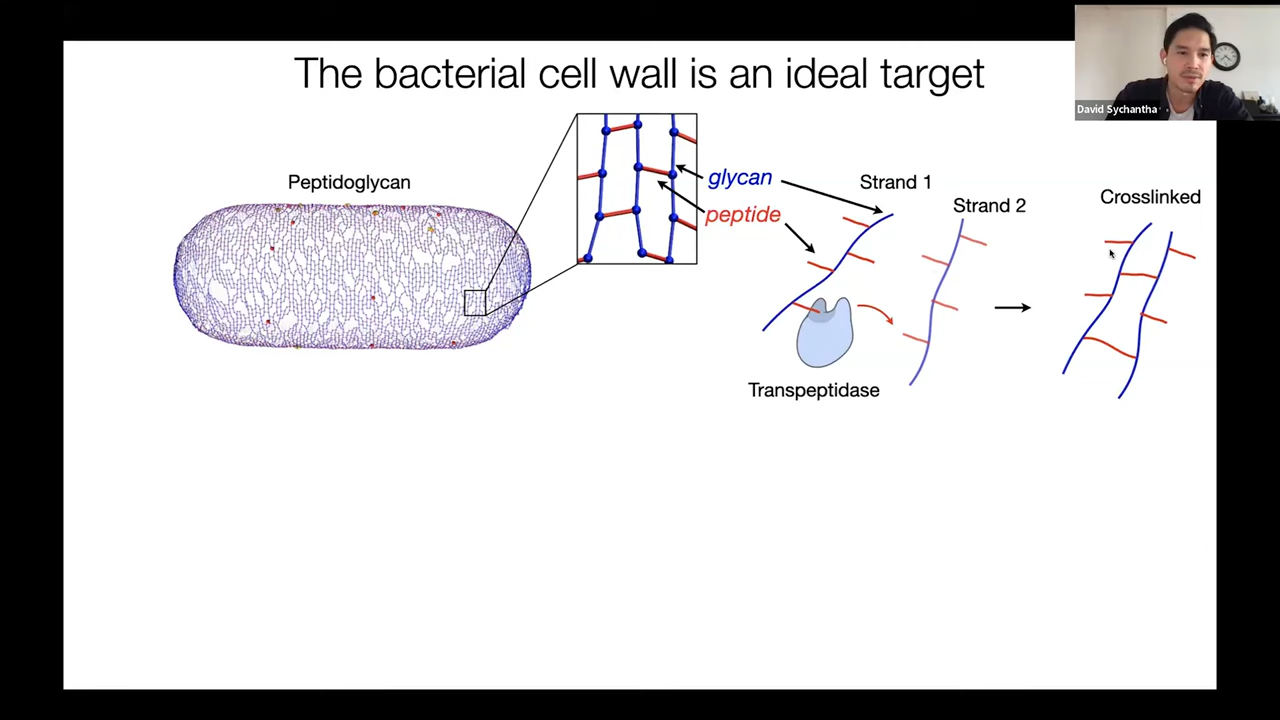 The bacterial cell wall is an ideal target
David Sychantha
Peptidoglycan
glycan
peptide
Strand 1
Strand 2
Crosslinked
Transpeptidase